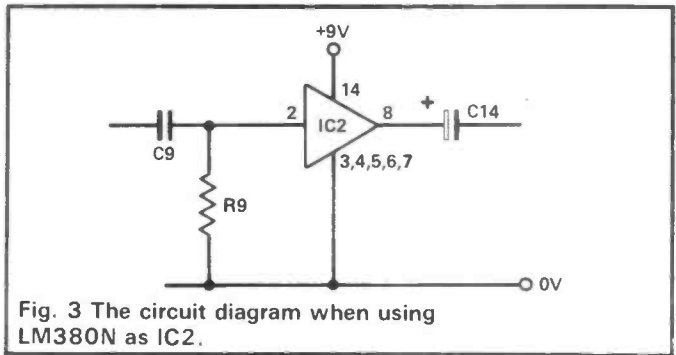 +9V
14
2
IC2
8
+
C14
C9
3,4,5,6,7
R9
0V
Fig. 3 The circuit diagram when using
LM380N as IC2.